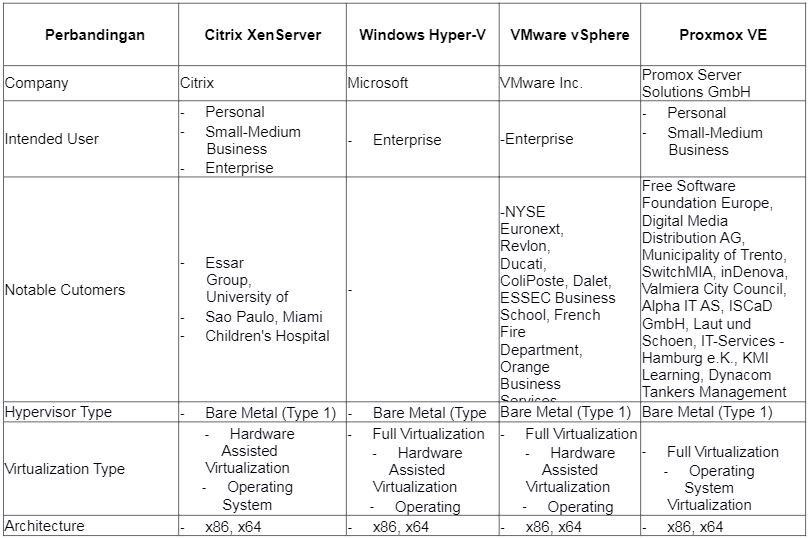 Perbandingan
Citrix XenServer
Windows Hyper-V
VMware vSphere
Proxmox VE
Company
Citrix
Microsoft
VMware Inc.
Promox Server
Solutions GmbH
Intended User
- Personal
- Small-Medium
Business
- Enterprise
- Enterprise
-Enterprise
- Personal
- Small-Medium
Business
Notable Cutomers
- Essar
Group,
University of
- Sao Paulo, Miami
- Children's Hospital
-
-NYSE
Euronext,
Revlon,
Ducati,
ColiPoste, Dalet,
ESSEC Business
School, French
Fire
Department,
Orange
Business
Services
Free Software
Foundation Europe,
Digital Media
Distribution AG,
Municipality of Trento,
SwitchMIA, inDenova,
Valmiera City Council,
Alpha IT AS, ISCaD
GmbH, Laut und
Schoen, IT-Services -
Hamburg e.K., KMI
Learning, Dynacom
Tankers Management
Hypervisor Type
- Bare Metal (Type 1)
- Bare Metal (Type
Bare Metal (Type 1)
Bare Metal (Type 1)
Virtualization Type
- Hardware
Assisted
Virtualization
- Operating
System
- Full Virtualization
- Hardware
Assisted
Virtualization
- Operating
- Full Virtualization
- Hardware
Assisted
Virtualization
- Operating
- Full Virtualization
- Operating
System
Virtualization
Architecture
- x86, x64
- x86, x64
- x86, x64
- x86, x64